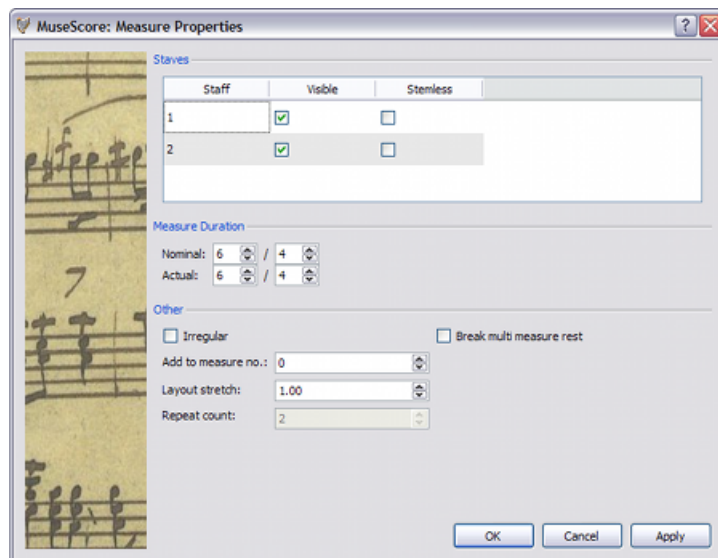 MuseScore: Measure Properties
Staves
Staff Visible Stemless
1
2
Measure Duration
Nominal: 6 / 4
Actual: 6 / 4
Other
Irregular Break multi measure rest
Add to measure no.: 0
Layout stretch: 1.00
Repeat count: 2
OK Cancel Apply
7